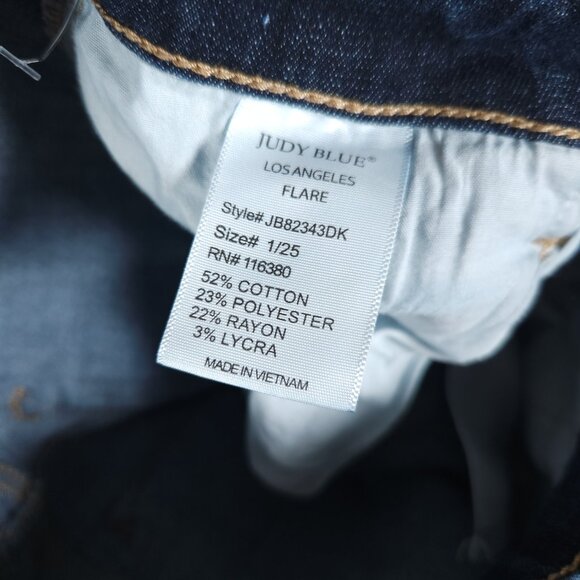 JUDY BLUE®
LOS ANGELES
FLARE
Style# JB82343DK
Size# 1/25
RN# 116380
52% COTTON
23% POLYESTER
22% RAYON
3% LYCRA
MADE IN VIETNAM